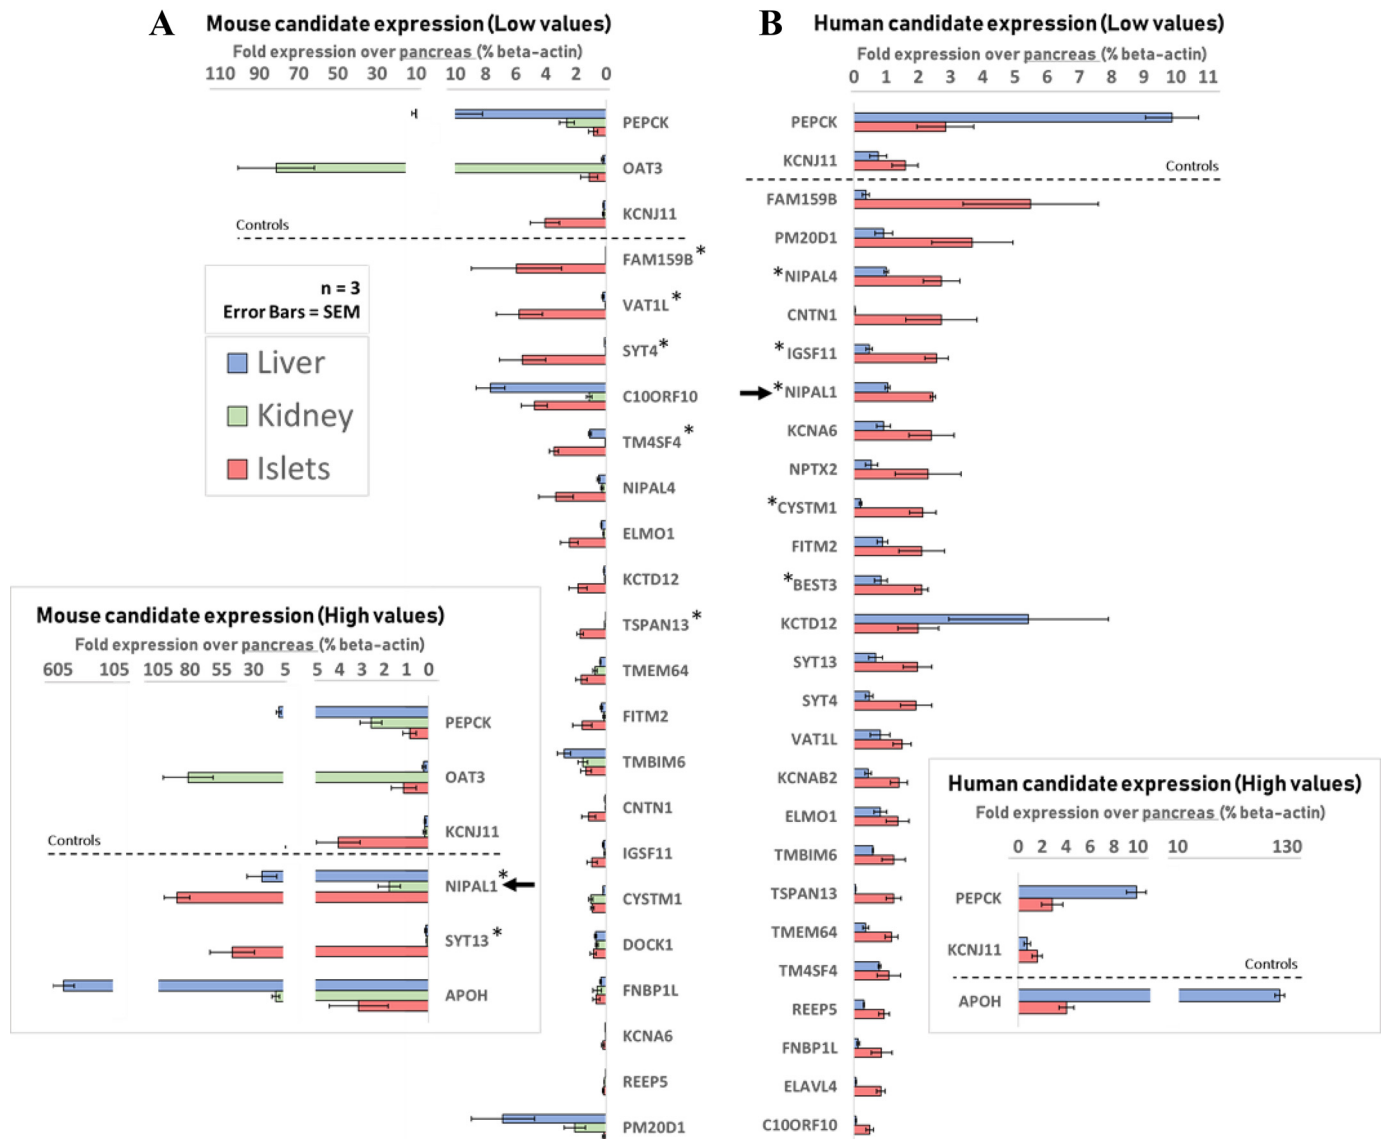 A
Mouse candidate expression (Low values)
Fold expression over pancreas (% beta-actin)
110 90 70 50 30 10 10 8 6 4 2 0
PEPCK
OAT3
KCNJ11
Controls
FAM159B *
VAT1L *
SYT4 *
C10ORF10
TM4SF4 *
NIPAL4
ELMO1
KCTD12
TSPAN13 *
TMEM64
FITM2
TMBIM6
CNTN1
IGSF11
CYSTM1
DOCK1
FNBP1L
KCNA6
REEP5
PM20D1
n = 3
Error Bars = SEM
Liver
Kidney
Islets
Mouse candidate expression (High values)
Fold expression over pancreas (% beta-actin)
605 105 105 80 55 30 5 5 4 3 2 1 0
PEPCK
OAT3
KCNJ11
Controls
NIPAL1 *
SYT13 *
APOH
B
Human candidate expression (Low values)
Fold expression over pancreas (% beta-actin)
0 1 2 3 4 5 6 7 8 9 10 11
PEPCK
KCNJ11
Controls
FAM159B
PM20D1
*NIPAL4
CNTN1
*IGSF11
*NIPAL1
KCNA6
NPTX2
*CYSTM1
FITM2
*BEST3
KCTD12
SYT13
SYT4
VAT1L
KCNAB2
ELMO1
TMBIM6
TSPAN13
TMEM64
TM4SF4
REEP5
FNBP1L
ELAVL4
C10ORF10
Human candidate expression (High values)
Fold expression over pancreas (% beta-actin)
0 2 4 6 8 10 10 130
PEPCK
KCNJ11
Controls
APOH